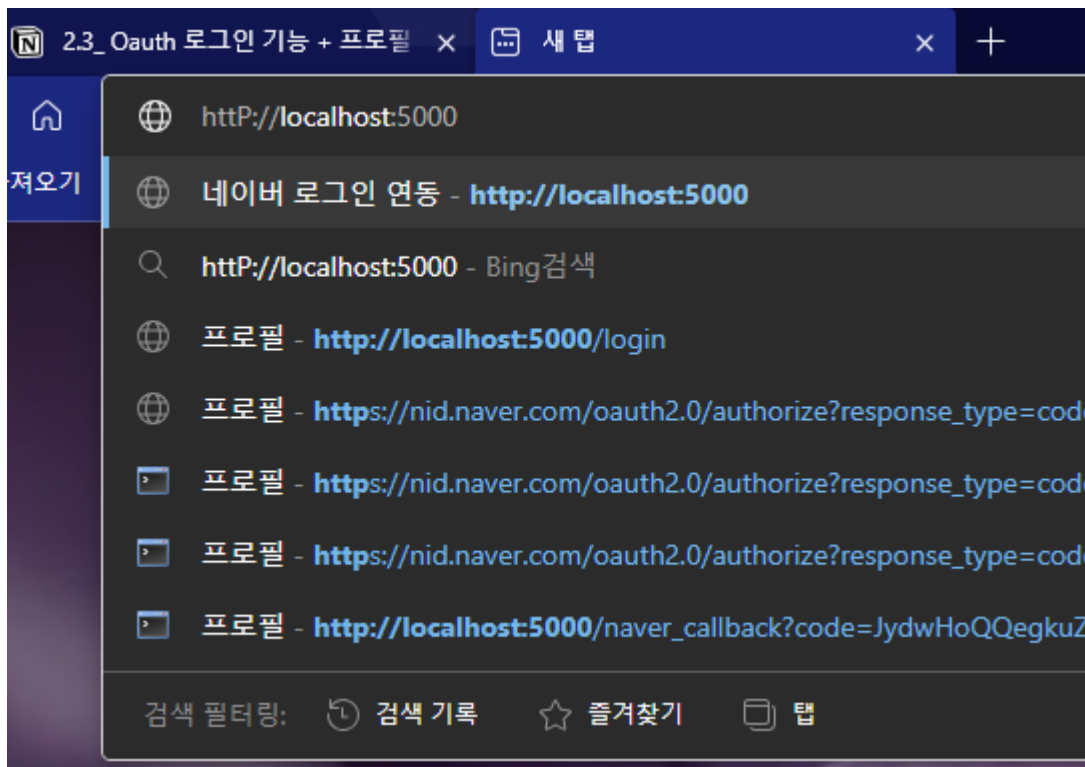 2.3_ Oauth 로그인 기능 + 프로필
새 탭
httP://localhost:5000
져오기
네이버 로그인 연동 - http://localhost:5000
httP://localhost:5000 - Bing검색
프로필 - http://localhost:5000/login
프로필 - https://nid.naver.com/oauth2.0/authorize?response_type=cod
프로필 - https://nid.naver.com/oauth2.0/authorize?response_type=cod
프로필 - https://nid.naver.com/oauth2.0/authorize?response_type=cod
프로필 - http://localhost:5000/naver_callback?code=JydwHoQQegkuZ
검색 필터링: 검색 기록 즐겨찾기 탭